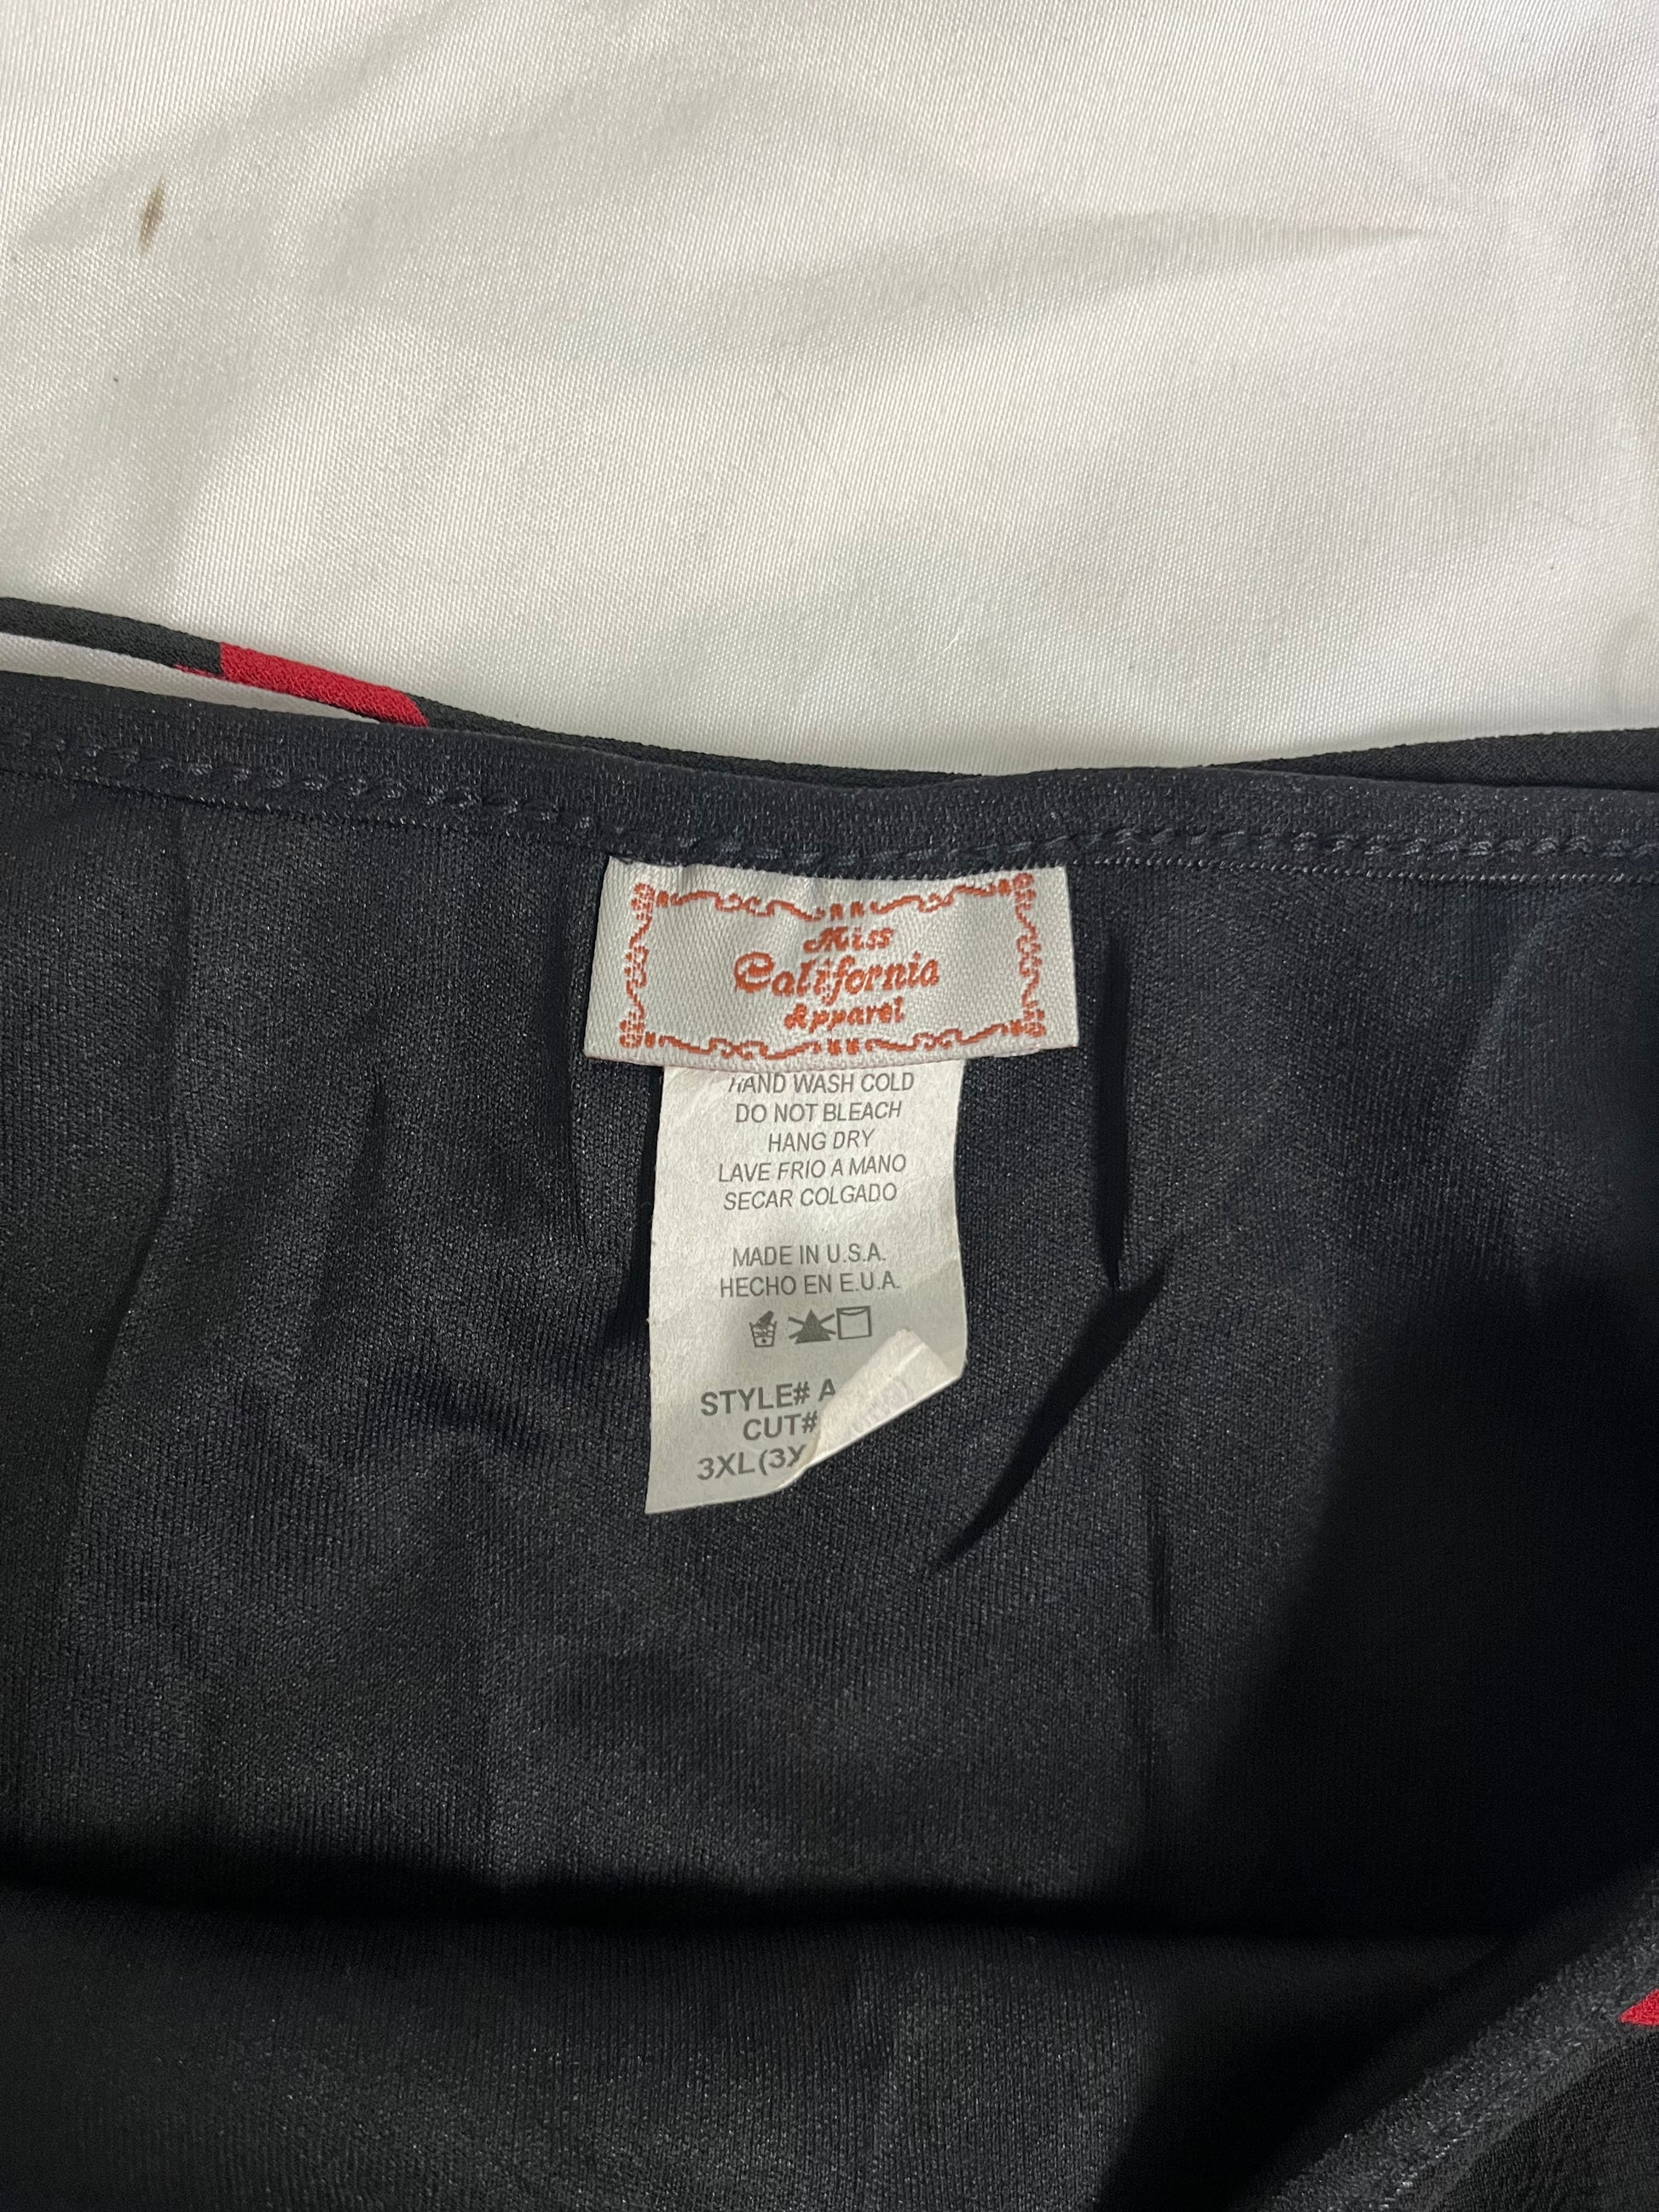 Miss
California
Apparel
HAND WASH COLD
DO NOT BLEACH
HANG DRY
LAVE FRIO A MANO
SECAR COLGADO
MADE IN U.S.A.
HECHO EN E.U.A.
STYLE# A
CUT#
3XL(3X